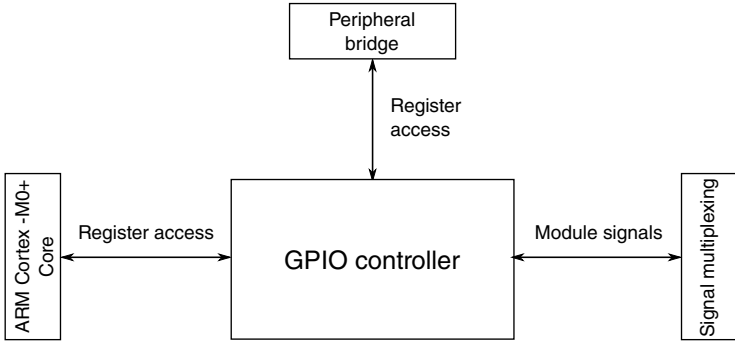 Peripheral
bridge
Register
access
ARM Cortex -M0+
Core
Register access
GPIO controller
Module signals
Signal multiplexing